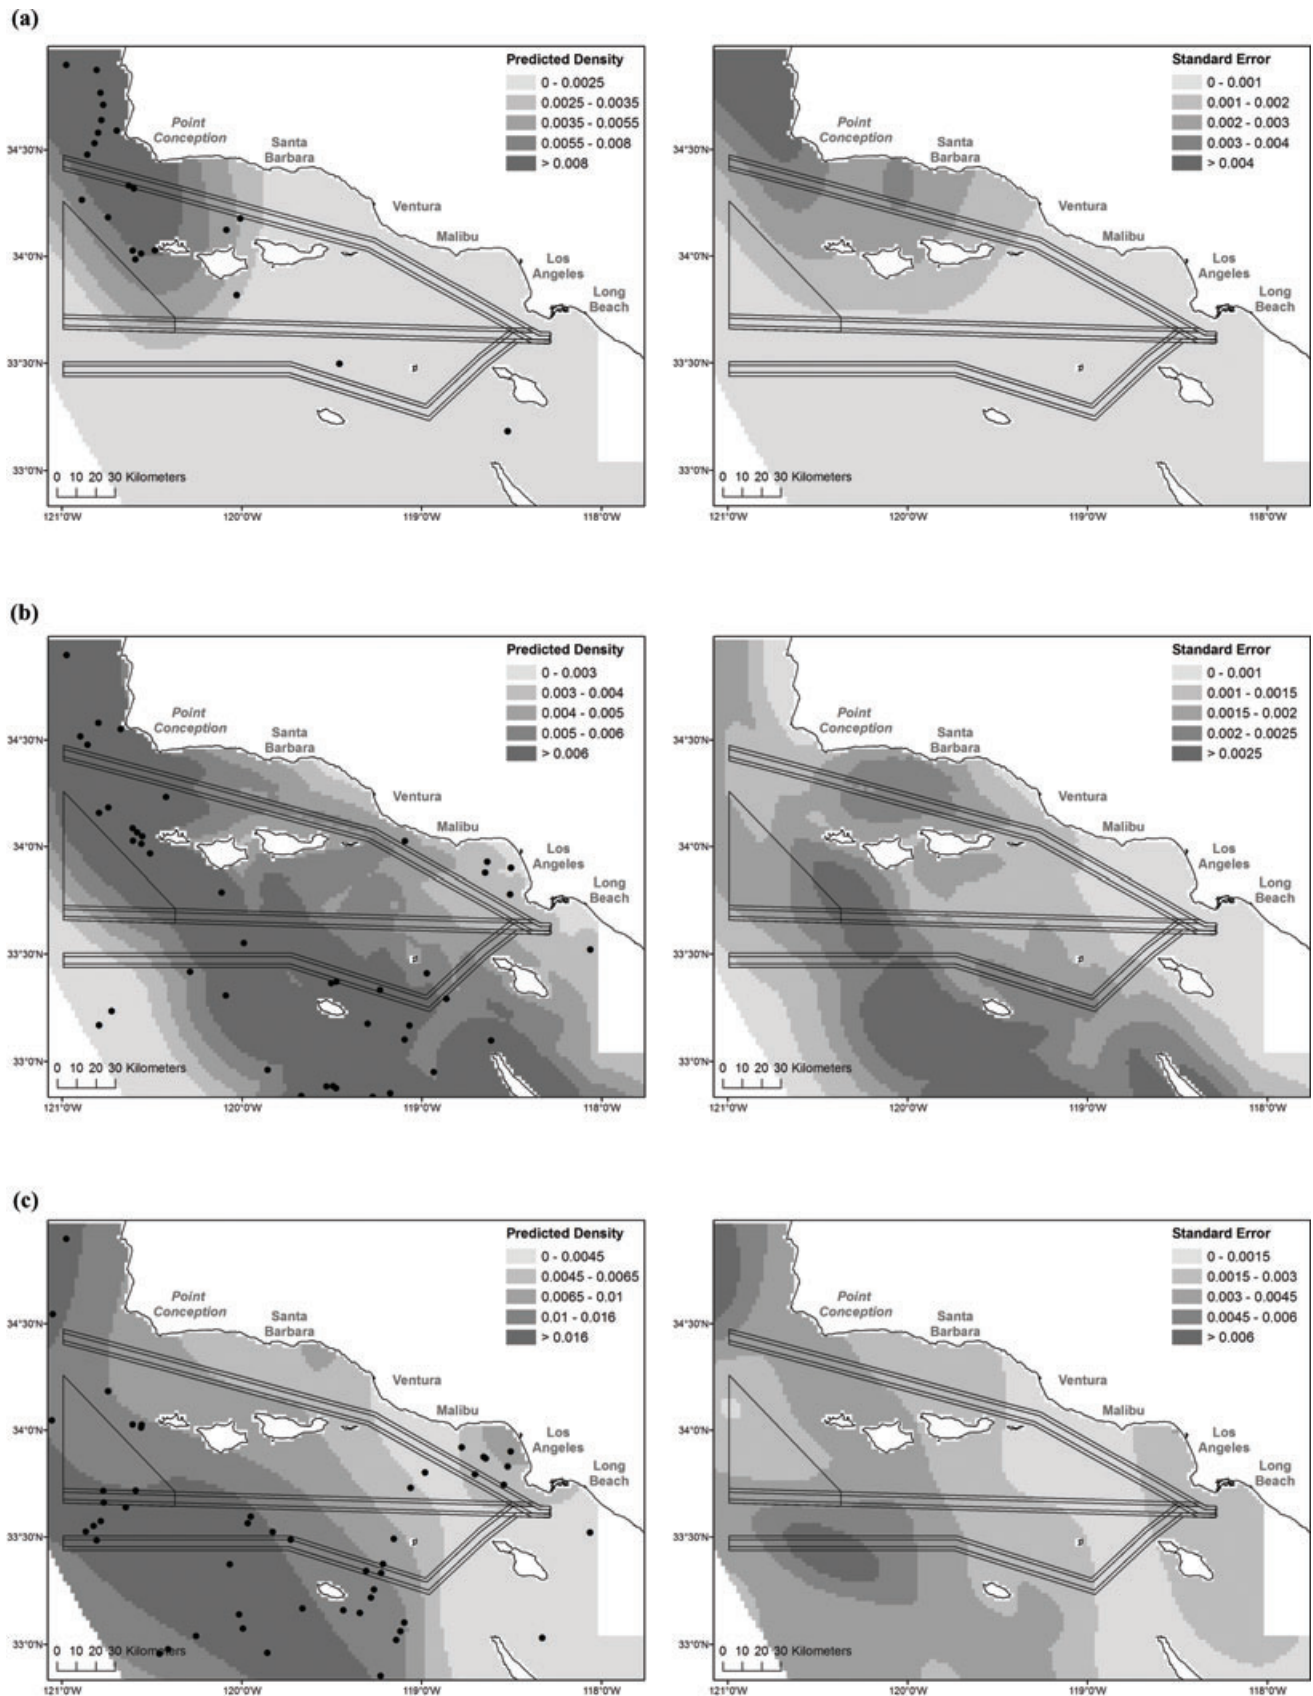 (a)
Predicted Density
0 - 0.0025
0.0025 - 0.0035
0.0035 - 0.0055
0.0055 - 0.008
> 0.008
Point
Conception
Santa
Barbara
Ventura
Malibu
Los
Angeles
Long
Beach
34°30'N
34°0'N
33°30'N
33°0'N
0 10 20 30 Kilometers
121°0'W
120°0'W
119°0'W
118°0'W
Standard Error
0 - 0.001
0.001 - 0.002
0.002 - 0.003
0.003 - 0.004
> 0.004
Point
Conception
Santa
Barbara
Ventura
Malibu
Los
Angeles
Long
Beach
34°30'N
34°0'N
33°30'N
33°0'N
0 10 20 30 Kilometers
121°0'W
120°0'W
119°0'W
118°0'W
(b)
Predicted Density
0 - 0.003
0.003 - 0.004
0.004 - 0.005
0.005 - 0.006
> 0.006
Point
Conception
Santa
Barbara
Ventura
Malibu
Los
Angeles
Long
Beach
34°30'N
34°0'N
33°30'N
33°0'N
0 10 20 30 Kilometers
121°0'W
120°0'W
119°0'W
118°0'W
Standard Error
0 - 0.001
0.001 - 0.0015
0.0015 - 0.002
0.002 - 0.0025
> 0.0025
Point
Conception
Santa
Barbara
Ventura
Malibu
Los
Angeles
Long
Beach
34°30'N
34°0'N
33°30'N
33°0'N
0 10 20 30 Kilometers
121°0'W
120°0'W
119°0'W
118°0'W
(c)
Predicted Density
0 - 0.0045
0.0045 - 0.0065
0.0065 - 0.01
0.01 - 0.016
> 0.016
Point
Conception
Santa
Barbara
Ventura
Malibu
Los
Angeles
Long
Beach
34°30'N
34°0'N
33°30'N
33°0'N
0 10 20 30 Kilometers
121°0'W
120°0'W
119°0'W
118°0'W
Standard Error
0 - 0.0015
0.0015 - 0.003
0.003 - 0.0045
0.0045 - 0.006
> 0.006
Point
Conception
Santa
Barbara
Ventura
Malibu
Los
Angeles
Long
Beach
34°30'N
34°0'N
33°30'N
33°0'N
0 10 20 30 Kilometers
121°0'W
120°0'W
119°0'W
118°0'W